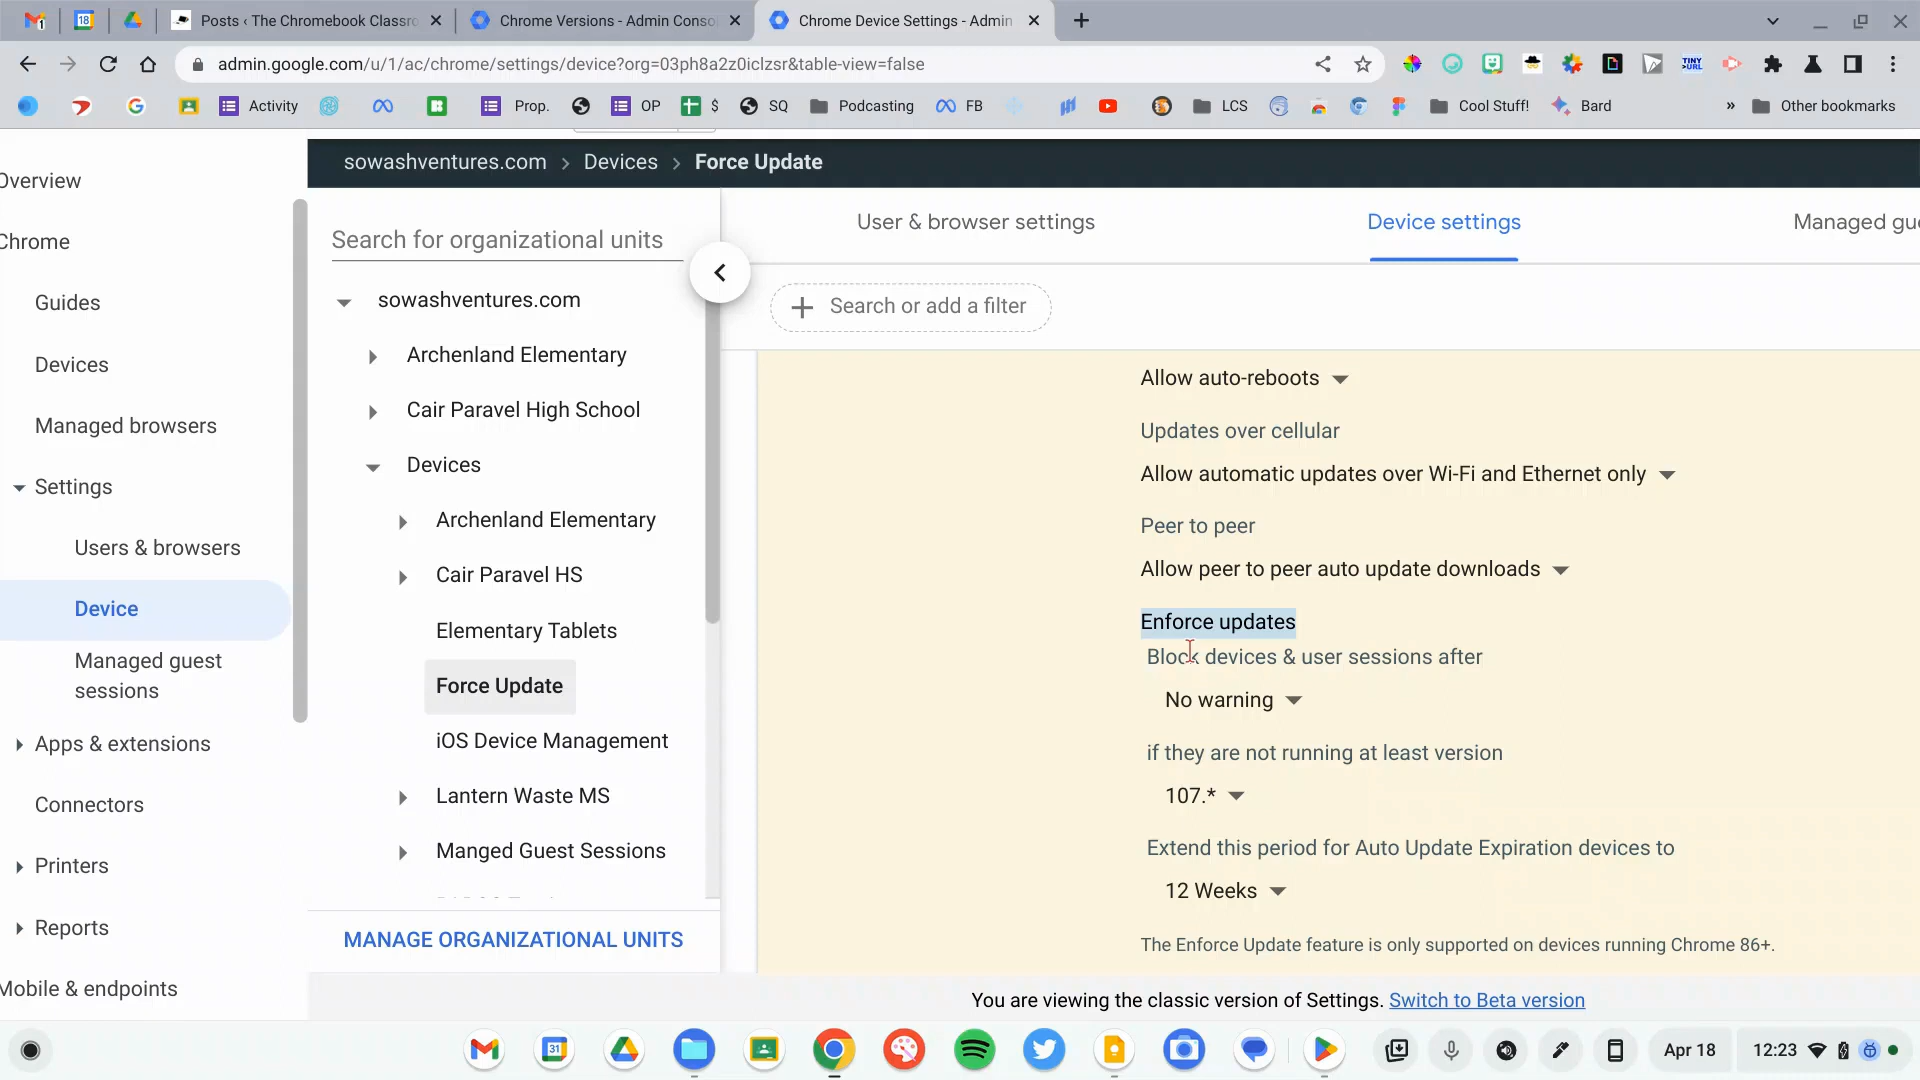 Posts ‹ The Chromebook Classro
Chrome Versions - Admin Conso
Chrome Device Settings - Admin
admin.google.com/u/1/ac/chrome/settings/device?org=03ph8a2z0iclzsr&table-view=false
Activity
Prop.
OP
$
SQ
Podcasting
FB
LCS
Cool Stuff!
Bard
»
Other bookmarks
sowashventures.com > Devices > Force Update
Overview
Chrome
Guides
Devices
Managed browsers
Settings
Users & browsers
Device
Managed guest
sessions
Apps & extensions
Connectors
Printers
Reports
Mobile & endpoints
Search for organizational units
sowashventures.com
Archenland Elementary
Cair Paravel High School
Devices
Archenland Elementary
Cair Paravel HS
Elementary Tablets
Force Update
iOS Device Management
Lantern Waste MS
Manged Guest Sessions
MANAGE ORGANIZATIONAL UNITS
User & browser settings
Device settings
Managed gu
Search or add a filter
Allow auto-reboots
Updates over cellular
Allow automatic updates over Wi-Fi and Ethernet only
Peer to peer
Allow peer to peer auto update downloads
Enforce updates
Block devices & user sessions after
No warning
if they are not running at least version
107.*
Extend this period for Auto Update Expiration devices to
12 Weeks
The Enforce Update feature is only supported on devices running Chrome 86+.
You are viewing the classic version of Settings. Switch to Beta version
Apr 18
12:23